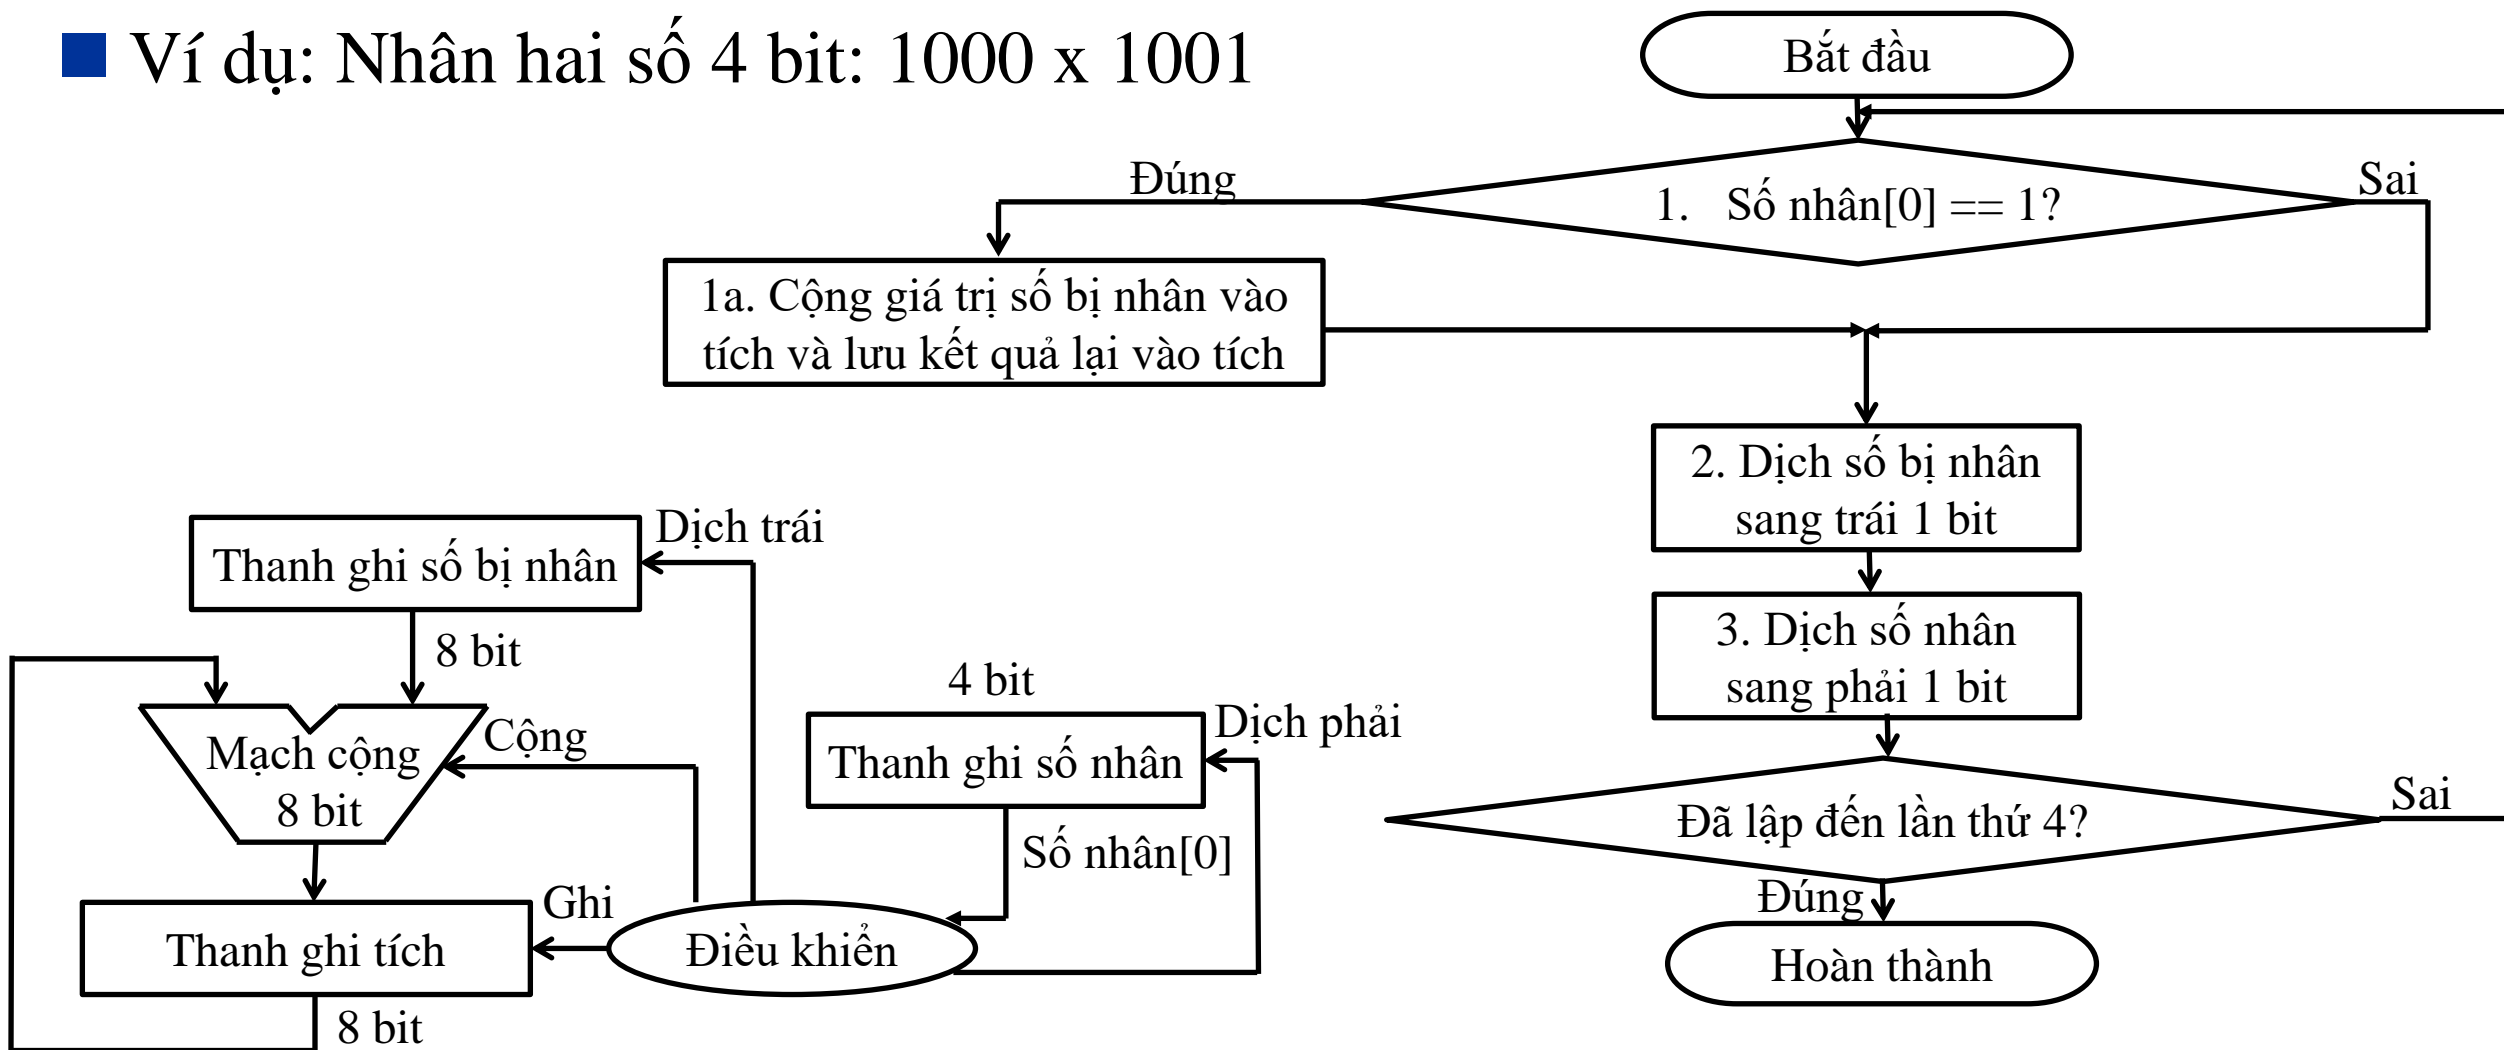 Ví dụ: Nhân hai số 4 bit: 1000 x 1001
Bắt đầu
Đúng
Sai
1. Số nhân[0] == 1?
1a. Cộng giá trị số bị nhân vào
tích và lưu kết quả lại vào tích
2. Dịch số bị nhân
sang trái 1 bit
3. Dịch số nhân
sang phải 1 bit
Đã lập đến lần thứ 4?
Sai
Đúng
Hoàn thành
Dịch trái
Thanh ghi số bị nhân
8 bit
4 bit
Dịch phải
Cộng
Mạch cộng
8 bit
Thanh ghi số nhân
Số nhân[0]
Ghi
Thanh ghi tích
Điều khiển
8 bit